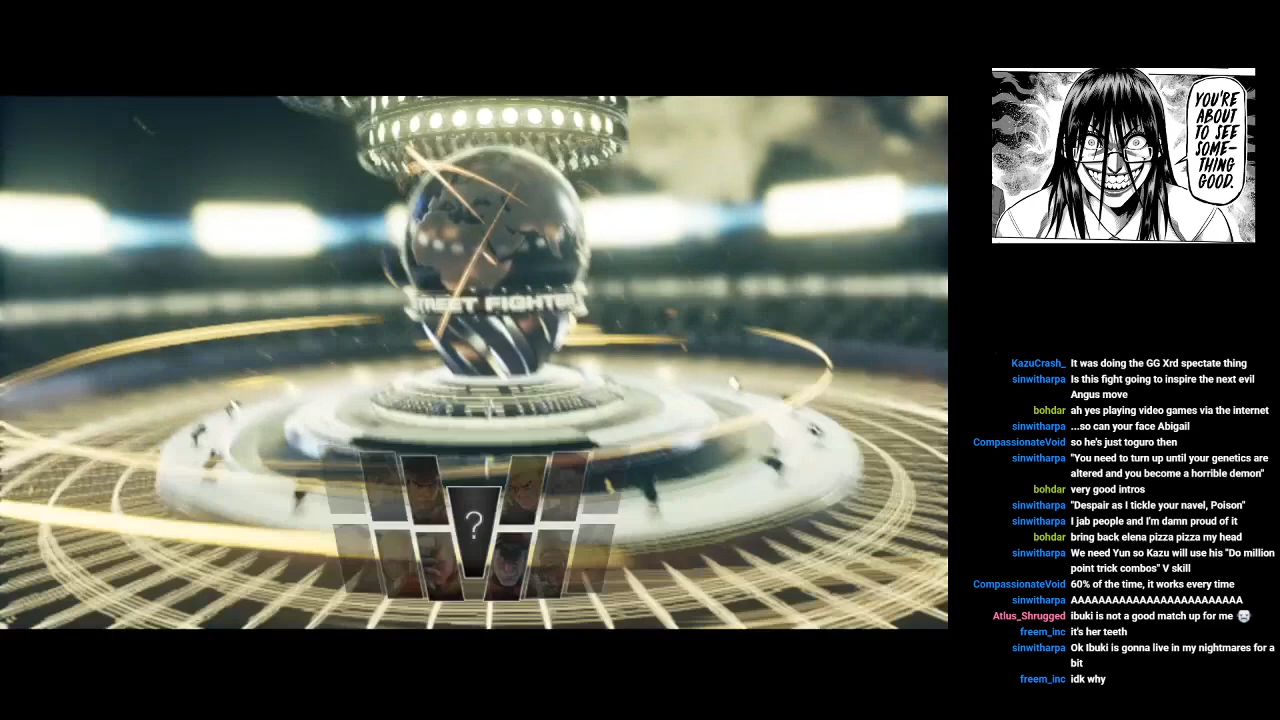 YOU'RE
ABOUT
TO SEE
SOME-
THING
GOOD.
STREET FIGHTER
?
KazuCrash_ It was doing the GG Xrd spectate thing
sinwitharpa Is this fight going to inspire the next evil
Angus move
bohdar ah yes playing video games via the internet
sinwitharpa ...so can your face Abigail
CompassionateVoid so he's just toguro then
sinwitharpa "You need to turn up until your genetics are
altered and you become a horrible demon"
bohdar very good intros
sinwitharpa "Despair as I tickle your navel, Poison"
sinwitharpa I jab people and I'm damn proud of it
bohdar bring back elena pizza pizza my head
sinwitharpa We need Yun so Kazu will use his "Do million
point trick combos" V skill
CompassionateVoid 60% of the time, it works every time
sinwitharpa AAAAAAAAAAAAAAAAAAAAAAAAA
Atlus_Shrugged ibuki is not a good match up for me
freem_inc it's her teeth
sinwitharpa Ok Ibuki is gonna live in my nightmares for a
bit
freem_inc idk why